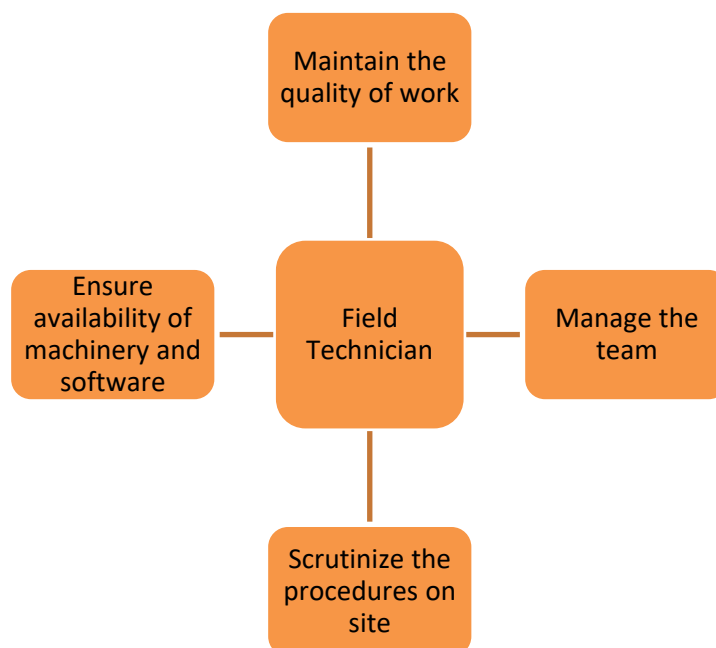 Maintain the
quality of work
Ensure
availability of
machinery and
software
Field
Technician
Manage the
team
Scrutinize the
procedures on
site